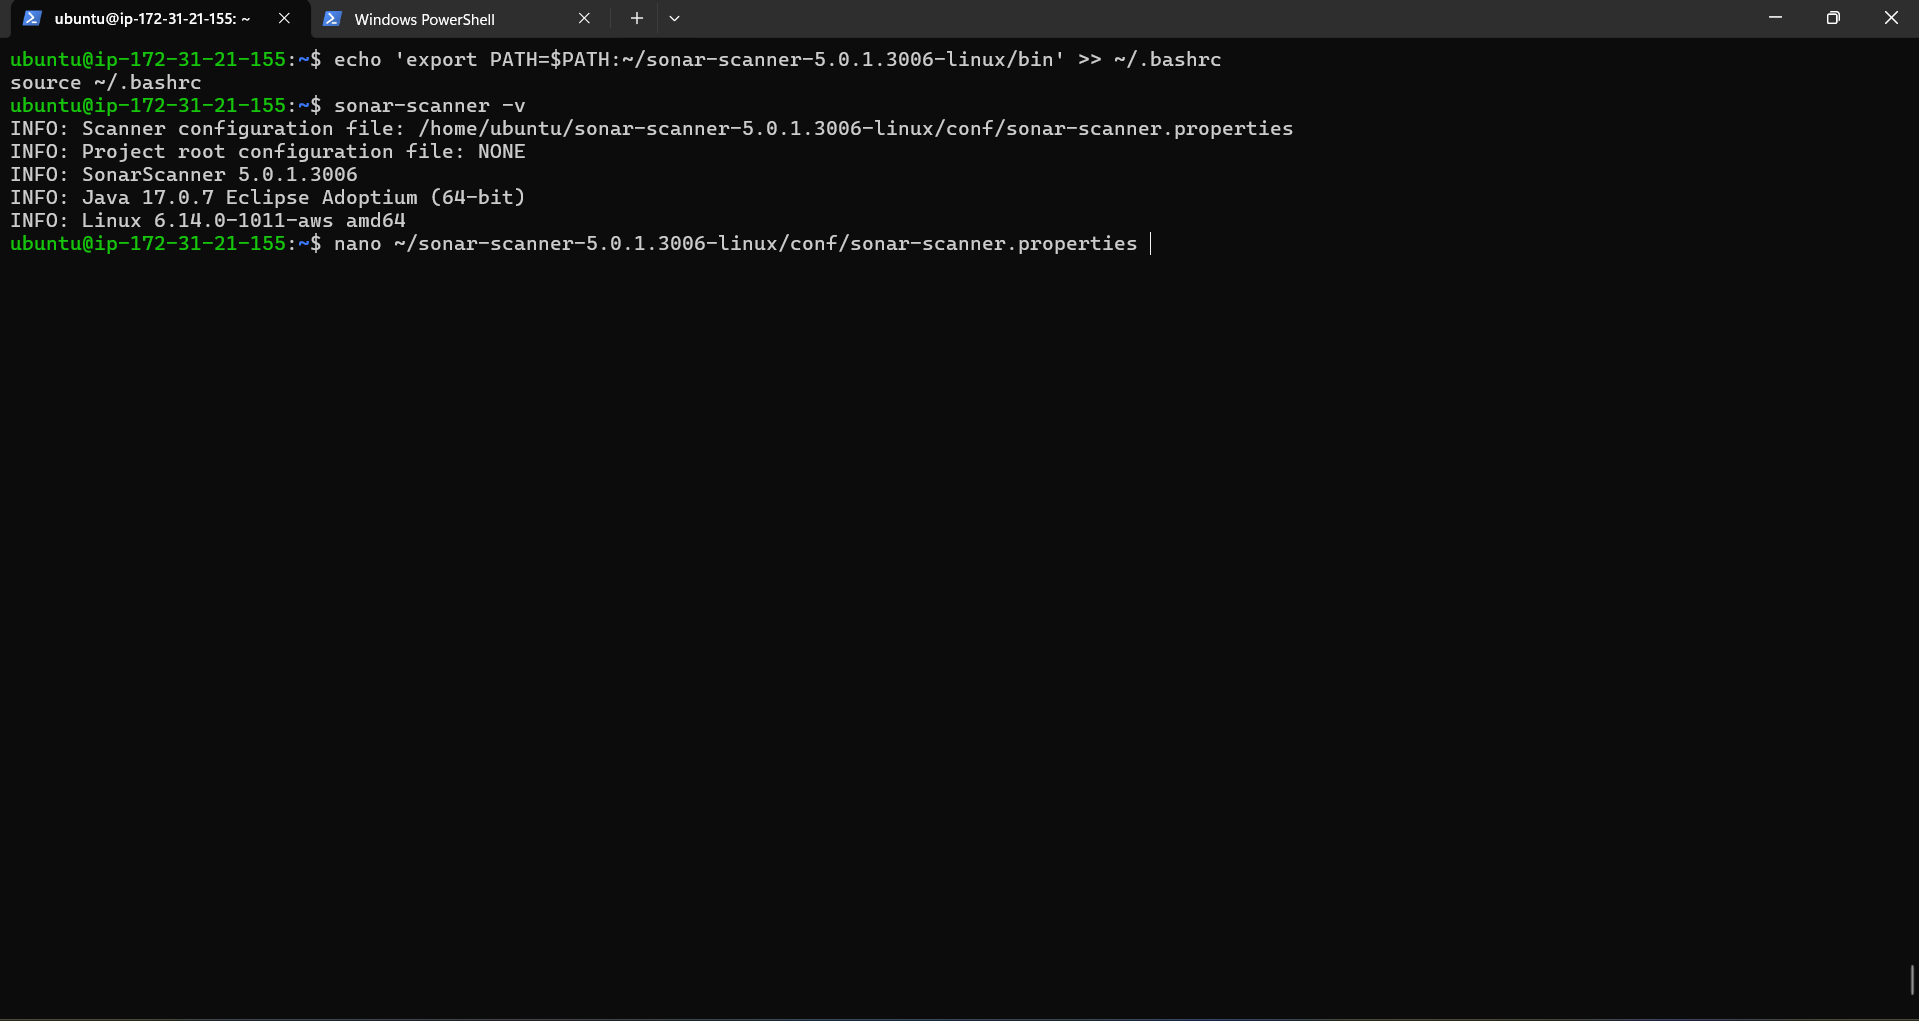 ubuntu@ip-172-31-21-155: ~
Windows PowerShell
ubuntu@ip-172-31-21-155:~$ echo 'export PATH=$PATH:~/sonar-scanner-5.0.1.3006-linux/bin' >> ~/.bashrc
source ~/.bashrc
ubuntu@ip-172-31-21-155:~$ sonar-scanner -v
INFO: Scanner configuration file: /home/ubuntu/sonar-scanner-5.0.1.3006-linux/conf/sonar-scanner.properties
INFO: Project root configuration file: NONE
INFO: SonarScanner 5.0.1.3006
INFO: Java 17.0.7 Eclipse Adoptium (64-bit)
INFO: Linux 6.14.0-1011-aws amd64
ubuntu@ip-172-31-21-155:~$ nano ~/sonar-scanner-5.0.1.3006-linux/conf/sonar-scanner.properties